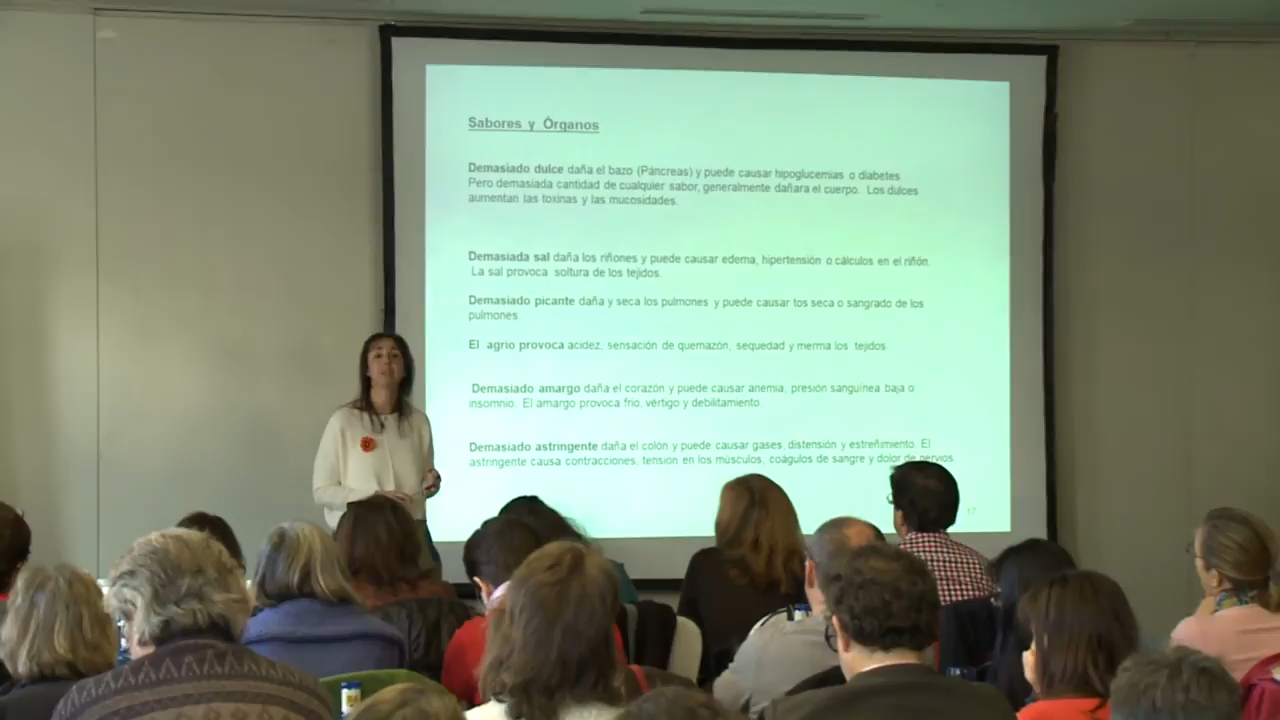 Sabores y Órganos
Demasiado dulce daña el bazo (Páncreas) y puede causar hipoglucemias o diabetes.
Pero demasiada cantidad de cualquier sabor, generalmente dañara el cuerpo. Los dulces
aumentan las toxinas y las mucosidades.
Demasiada sal daña los riñones y puede causar edema, hipertensión o cálculos en el riñón.
La sal provoca soltura de los tejidos.
Demasiado picante daña y seca los pulmones y puede causar tos seca o sangrado de los
pulmones
El agrio provoca acidez, sensación de quemazón, sequedad y merma los tejidos.
Demasiado amargo daña el corazón y puede causar anemia, presión sanguínea baja o
insomnio. El amargo provoca frio, vértigo y debilitamiento.
Demasiado astringente daña el colon y puede causar gases, distensión y estreñimiento. El
astringente causa contracciones, tensión en los músculos, coágulos de sangre y dolor de nervios.
17